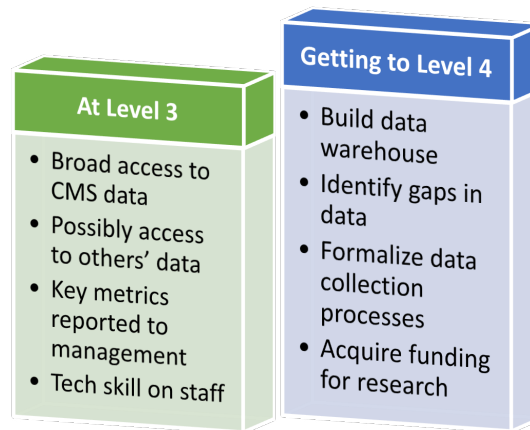 At Level 3
• Broad access to
CMS data
• Possibly access
to others' data
• Key metrics
reported to
management
• Tech skill on staff
Getting to Level 4
• Build data
warehouse
• Identify gaps in
data
• Formalize data
collection
processes
• Acquire funding
for research